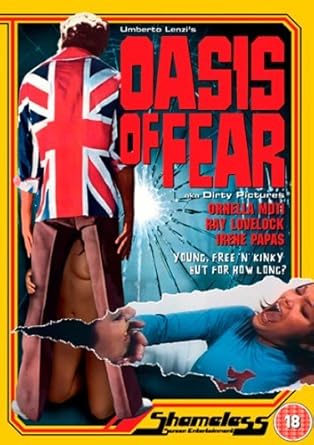 Umberto Lenzi's
OASIS
OF FEAR
...aka Dirty Pictures
ORNELLA MUTI
RAY LOVELOCK
IRENE PAPAS
YOUNG, FREE 'N' KINKY
BUT FOR HOW LONG?
Shameless
Screen Entertainment
18